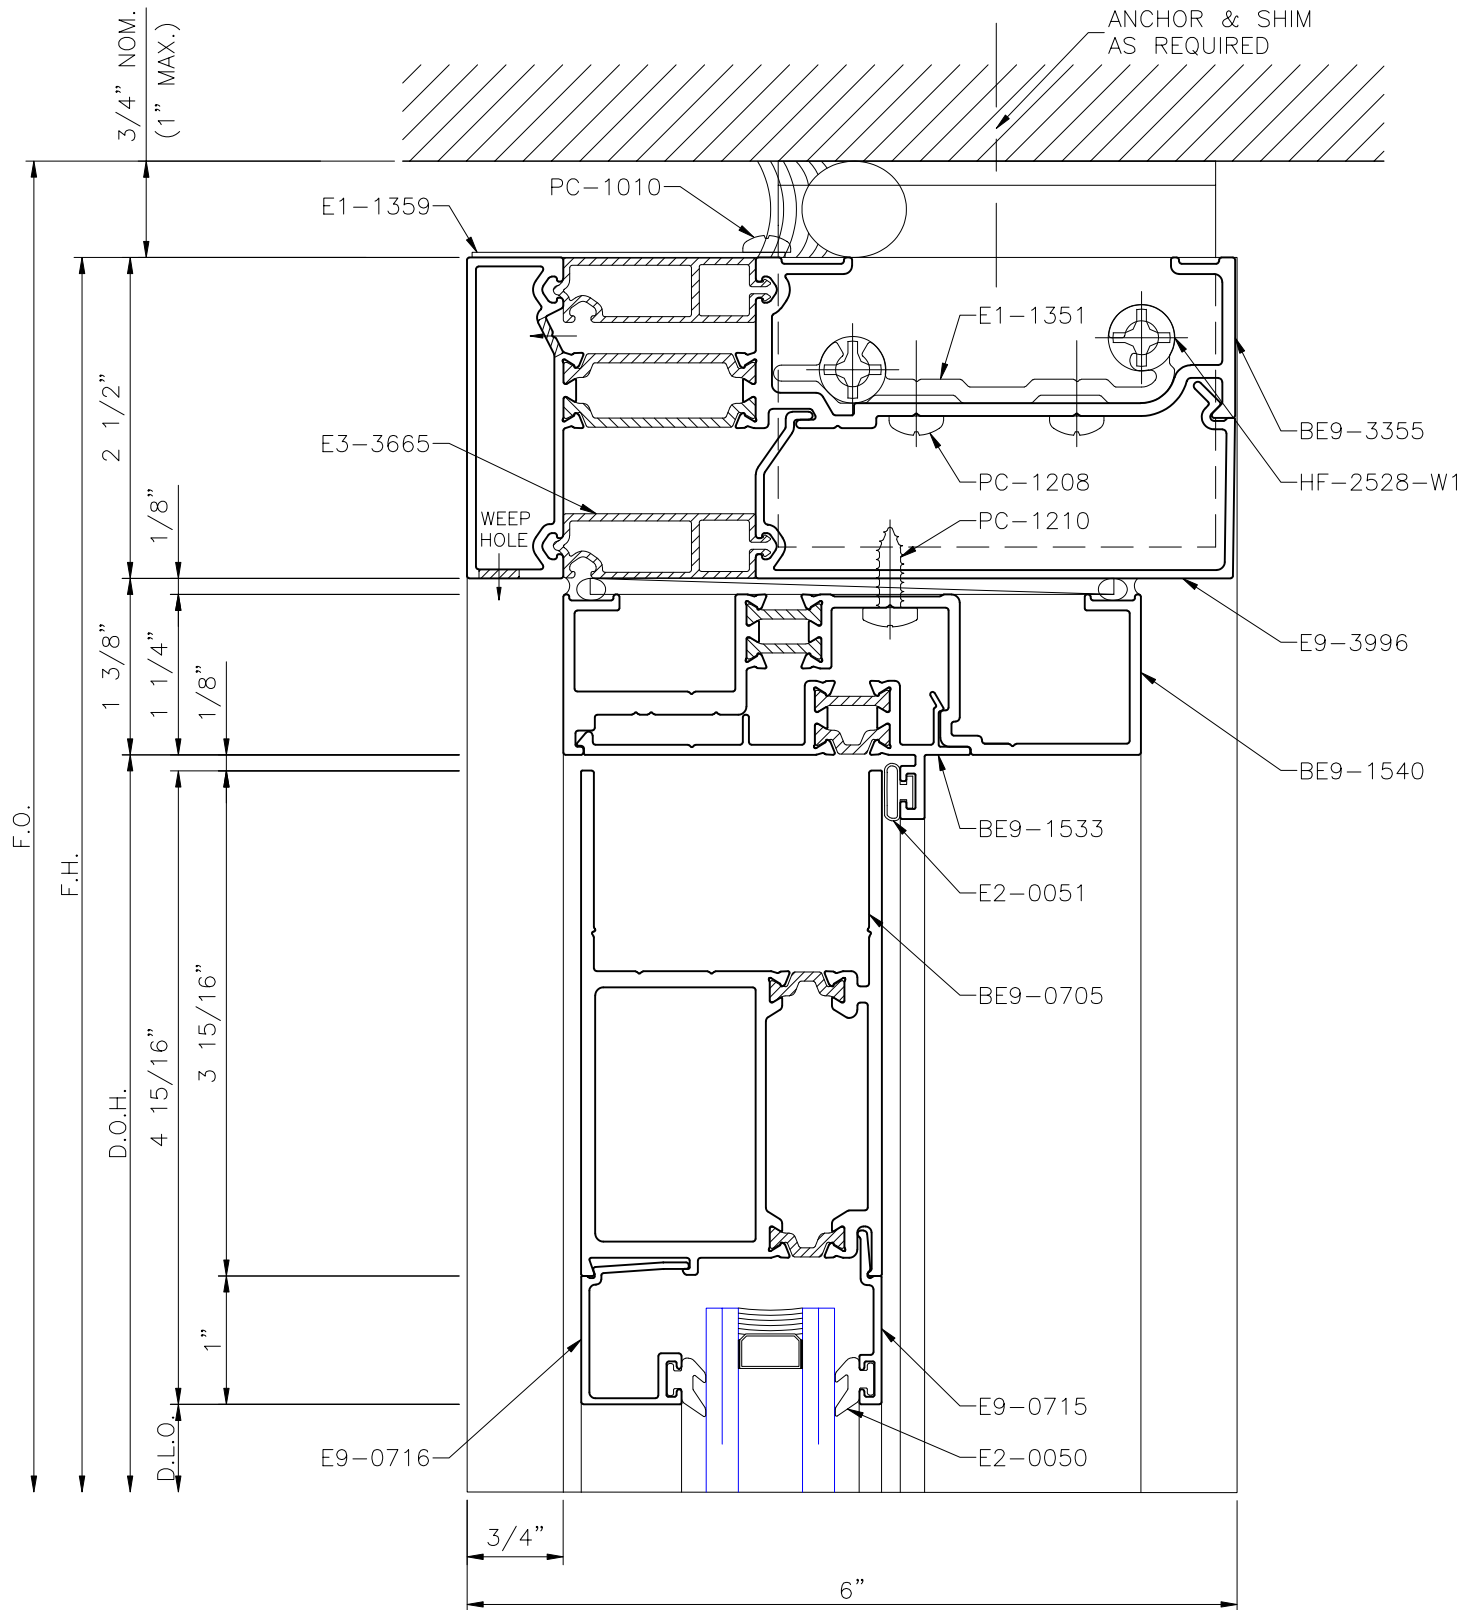 ANCHOR & SHIM
AS REQUIRED
3/4” NOM.
(1” MAX.)
PC-1010
E1-1359
E1-1351
2 1/2”
E3-3665
BE9-3355
PC-1208
HF-2528-W1
PC-1210
WEEP
HOLE
1/8”
1 3/8”
1 1/4”
1/8”
E9-3996
BE9-1540
BE9-1533
F.O.
F.H.
E2-0051
BE9-0705
3 15/16”
4 15/16”
D.O.H.
1”
E9-0715
D.L.O.
E9-0716
E2-0050
3/4”
6”